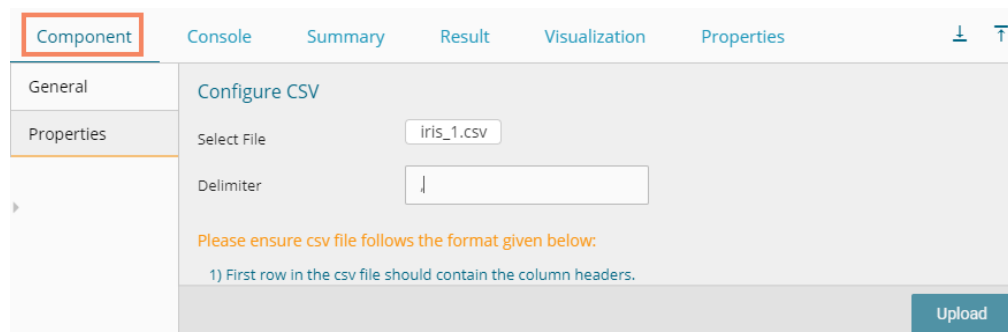 Component Console Summary Result Visualization Properties
General
Properties
Configure CSV
Select File iris_1.csv
Delimiter ,
Please ensure csv file follows the format given below:
1) First row in the csv file should contain the column headers.
Upload